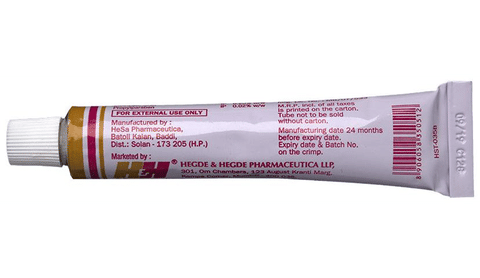 Propylparaben IP 0.02% w/w
FOR EXTERNAL USE ONLY
Manufactured by :
HeSa Pharmaceutica,
Batoli Kalan, Baddi,
Dist.: Solan - 173 205 (H.P.)
Marketed by :
H&H
HEGDE & HEGDE PHARMACEUTICA LLP,
301, Om Chambers, 123 August Kranti Marg,
M.R.P. incl. of all taxes
is printed on the carton.
Tube not to be sold
without carton.
Manufacturing date 24 months
before expiry date.
Expiry date & Batch No.
on the crimp.
8906058350512
HST-035B